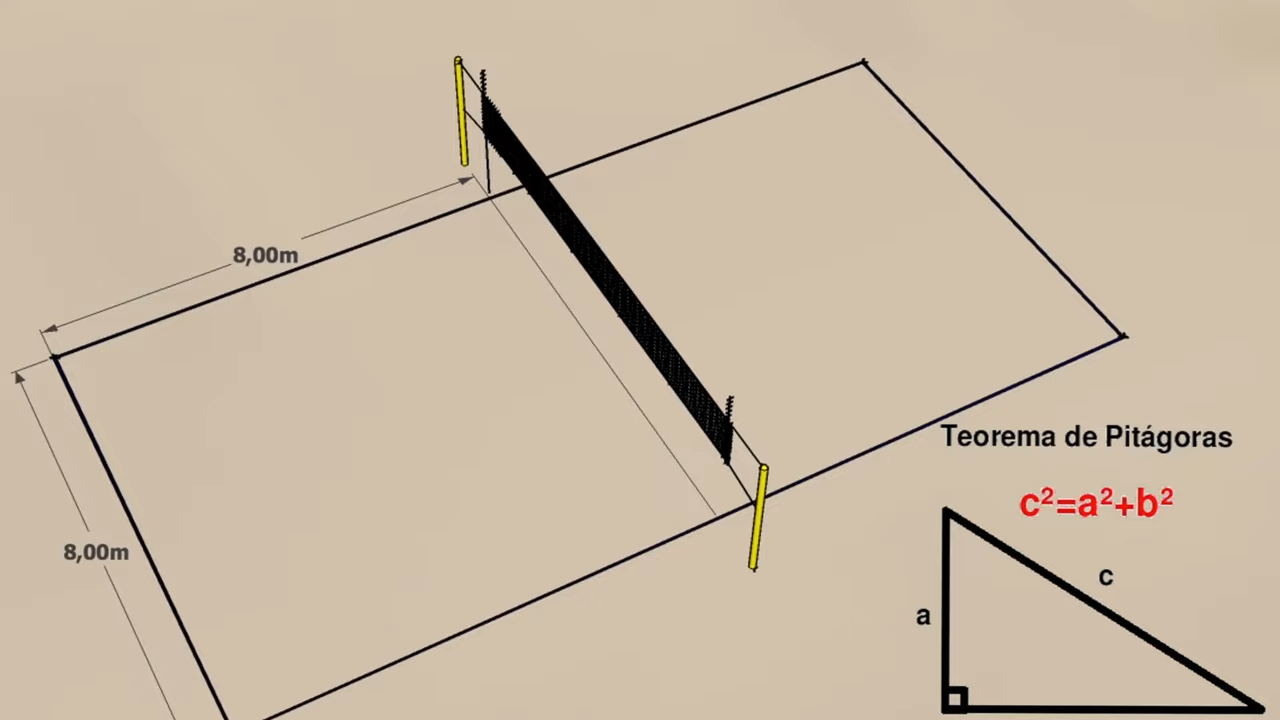 8,00m
8,00m
Teorema de Pitágoras
c²=a²+b²
c
a